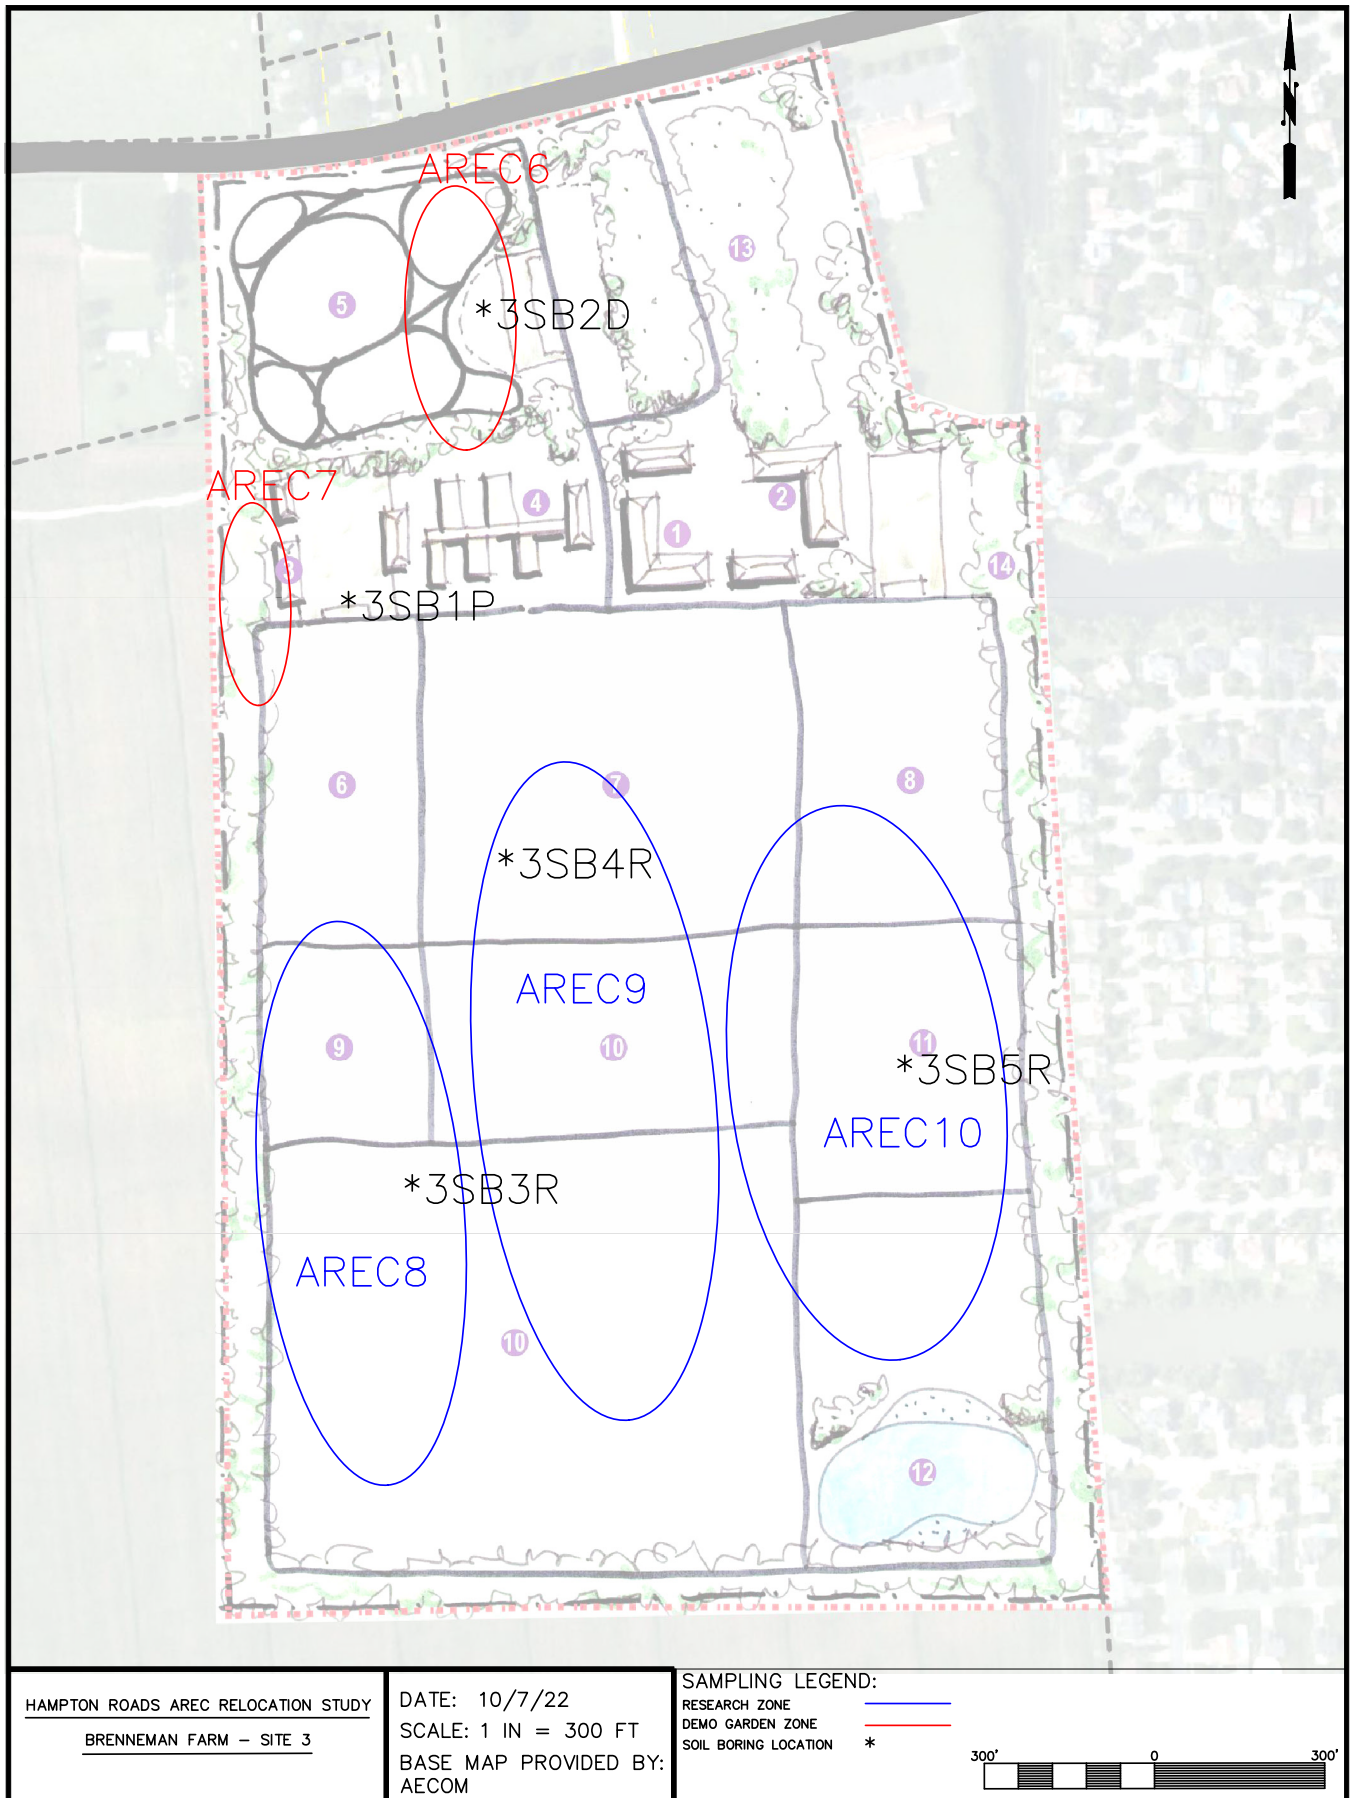 N
AREC6
13
5
*3SB2D
AREC7
4
2
1
3
14
*3SB1P
6
7
8
*3SB4R
AREC9
9
10
11
*3SB5R
AREC10
*3SB3R
AREC8
10
12
HAMPTON ROADS AREC RELOCATION STUDY
BRENNEMAN FARM – SITE 3
DATE: 10/7/22
SCALE: 1 IN = 300 FT
BASE MAP PROVIDED BY:
AECOM
SAMPLING LEGEND:
RESEARCH ZONE
DEMO GARDEN ZONE
SOIL BORING LOCATION *
300' 0 300'